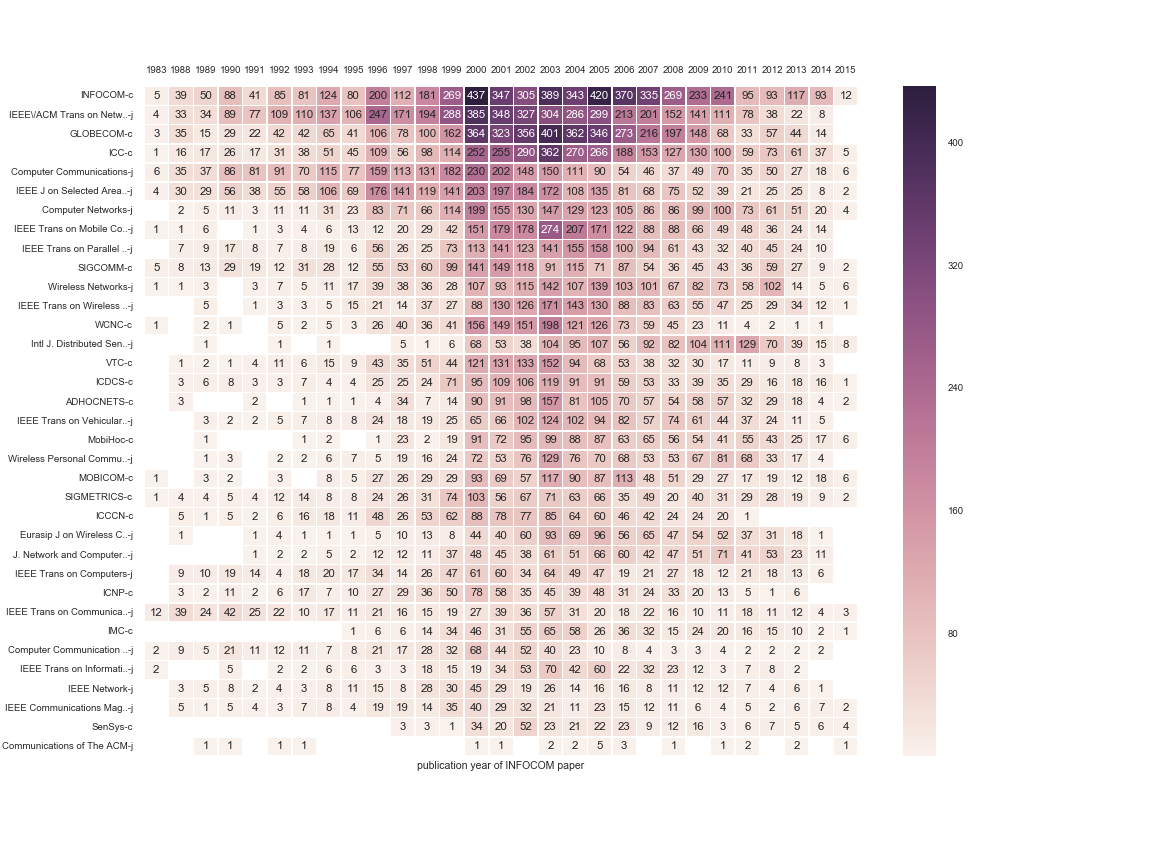 1983 1988 1989 1990 1991 1992 1993 1994 1995 1996 1997 1998 1999 2000 2001 2002 2003 2004 2005 2006 2007 2008 2009 2010 2011 2012 2013 2014 2015
INFOCOM-c 5 39 50 88 41 85 81 124 80 200 112 181 269 437 347 305 389 343 420 370 335 269 233 241 95 93 117 93 12
IEEE\ACM Trans on Netw..-j 4 33 34 89 77 109 110 137 106 247 171 194 288 385 348 327 304 286 299 213 201 152 141 111 78 38 22 8
GLOBECOM-c 3 35 15 29 22 42 42 65 41 106 78 100 162 364 323 356 401 362 346 273 216 197 148 68 33 57 44 14
ICC-c 1 16 17 26 17 31 38 51 45 109 56 98 114 252 255 290 362 270 266 188 153 127 130 100 59 73 61 37 5
Computer Communications-j 6 35 37 86 81 91 70 115 77 159 113 131 182 230 202 148 150 111 90 54 46 37 49 70 35 50 27 18 6
IEEE J on Selected Area..-j 4 30 29 56 38 55 58 106 69 176 141 119 141 203 197 184 172 108 135 81 68 75 52 39 21 25 25 8 2
Computer Networks-j 2 5 11 3 11 11 31 23 83 71 66 114 199 155 130 147 129 123 105 86 86 99 100 73 61 51 20 4
IEEE Trans on Mobile Co..-j 1 1 6 1 3 4 6 13 12 20 29 42 151 179 178 274 207 171 122 88 88 66 49 48 36 24 14
IEEE Trans on Parallel ..-j 7 9 17 8 7 8 19 6 56 26 25 73 113 141 123 141 155 158 100 94 61 43 32 40 45 24 10
SIGCOMM-c 5 8 13 29 19 12 31 28 12 55 53 60 99 141 149 118 91 115 71 87 54 36 45 43 36 59 27 9 2
Wireless Networks-j 1 1 3 3 7 5 11 17 39 38 36 28 107 93 115 142 107 139 103 101 67 82 73 58 102 14 5 6
IEEE Trans on Wireless ..-j 5 1 3 3 5 15 21 14 37 27 88 130 126 171 143 130 88 83 63 55 47 25 29 34 12 1
WCNC-c 1 2 1 5 2 5 3 26 40 36 41 156 149 151 198 121 126 73 59 45 23 11 4 2 1 1
Intl J. Distributed Sen..-j 1 1 1 5 1 6 68 53 38 104 95 107 56 92 82 104 111 129 70 39 15 8
VTC-c 1 2 1 4 11 6 15 9 43 35 51 44 121 131 133 152 94 68 53 38 32 30 17 11 9 8 3
ICDCS-c 3 6 8 3 3 7 4 4 25 25 24 71 95 109 106 119 91 91 59 53 33 39 35 29 16 18 16 1
ADHOCNETS-c 3 2 1 1 1 4 34 7 14 90 91 98 157 81 105 70 57 54 58 57 32 29 18 4 2
IEEE Trans on Vehicular..-j 3 2 2 5 7 8 8 24 18 19 25 65 66 102 124 102 94 82 57 74 61 44 37 24 11 5
MobiHoc-c 1 1 2 1 23 2 19 91 72 95 99 88 87 63 65 56 54 41 55 43 25 17 6
Wireless Personal Commu..-j 1 3 2 2 6 7 5 19 16 24 72 53 76 129 76 70 68 53 53 67 81 68 33 17 4
MOBICOM-c 1 3 2 3 8 5 27 26 29 29 93 69 57 117 90 87 113 48 51 29 27 17 19 12 18 6
SIGMETRICS-c 1 4 4 5 4 12 14 8 8 24 26 31 74 103 56 67 71 63 66 35 49 20 40 31 29 28 19 9 2
ICCCN-c 5 1 5 2 6 16 18 11 48 26 53 62 88 78 77 85 64 60 46 42 24 24 20 1
Eurasip J on Wireless C..-j 1 1 4 1 1 1 5 10 13 8 44 40 60 93 69 96 56 65 47 54 52 37 31 18 1
J. Network and Computer..-j 1 2 2 5 2 12 12 11 37 48 45 38 61 51 66 60 42 47 51 71 41 53 23 11
IEEE Trans on Computers-j 9 10 19 14 4 18 20 17 34 14 26 47 61 60 34 64 49 47 19 21 27 18 12 21 18 13 6
ICNP-c 3 2 11 2 6 17 7 10 27 29 36 50 78 58 35 45 39 48 31 24 33 20 13 5 1 6
IEEE Trans on Communica..-j 12 39 24 42 25 22 10 17 11 21 16 15 19 27 39 36 57 31 20 18 22 16 10 11 18 11 12 4 3
IMC-c 1 6 6 14 34 46 31 55 65 58 26 36 32 15 24 20 16 15 10 2 1
Computer Communication ..-j 2 9 5 21 11 12 11 7 8 21 17 28 32 68 44 52 40 23 10 8 4 3 3 4 2 2 2 2
IEEE Trans on Informati..-j 2 5 2 2 6 6 3 3 18 15 19 34 53 70 42 60 22 32 23 12 3 7 8 2
IEEE Network-j 3 5 8 2 4 3 8 11 15 8 28 30 45 29 19 26 14 16 16 8 11 12 12 7 4 6 1
IEEE Communications Mag..-j 5 1 5 4 3 7 8 4 19 19 14 35 40 29 32 21 11 23 15 12 11 6 4 5 2 6 7 2
SenSys-c 3 3 1 34 20 52 23 21 22 23 9 12 16 3 6 7 5 6 4
Communications of The ACM-j 1 1 1 1 1 1 2 2 5 3 1 1 2 2 1
publication year of INFOCOM paper
400
320
240
160
80